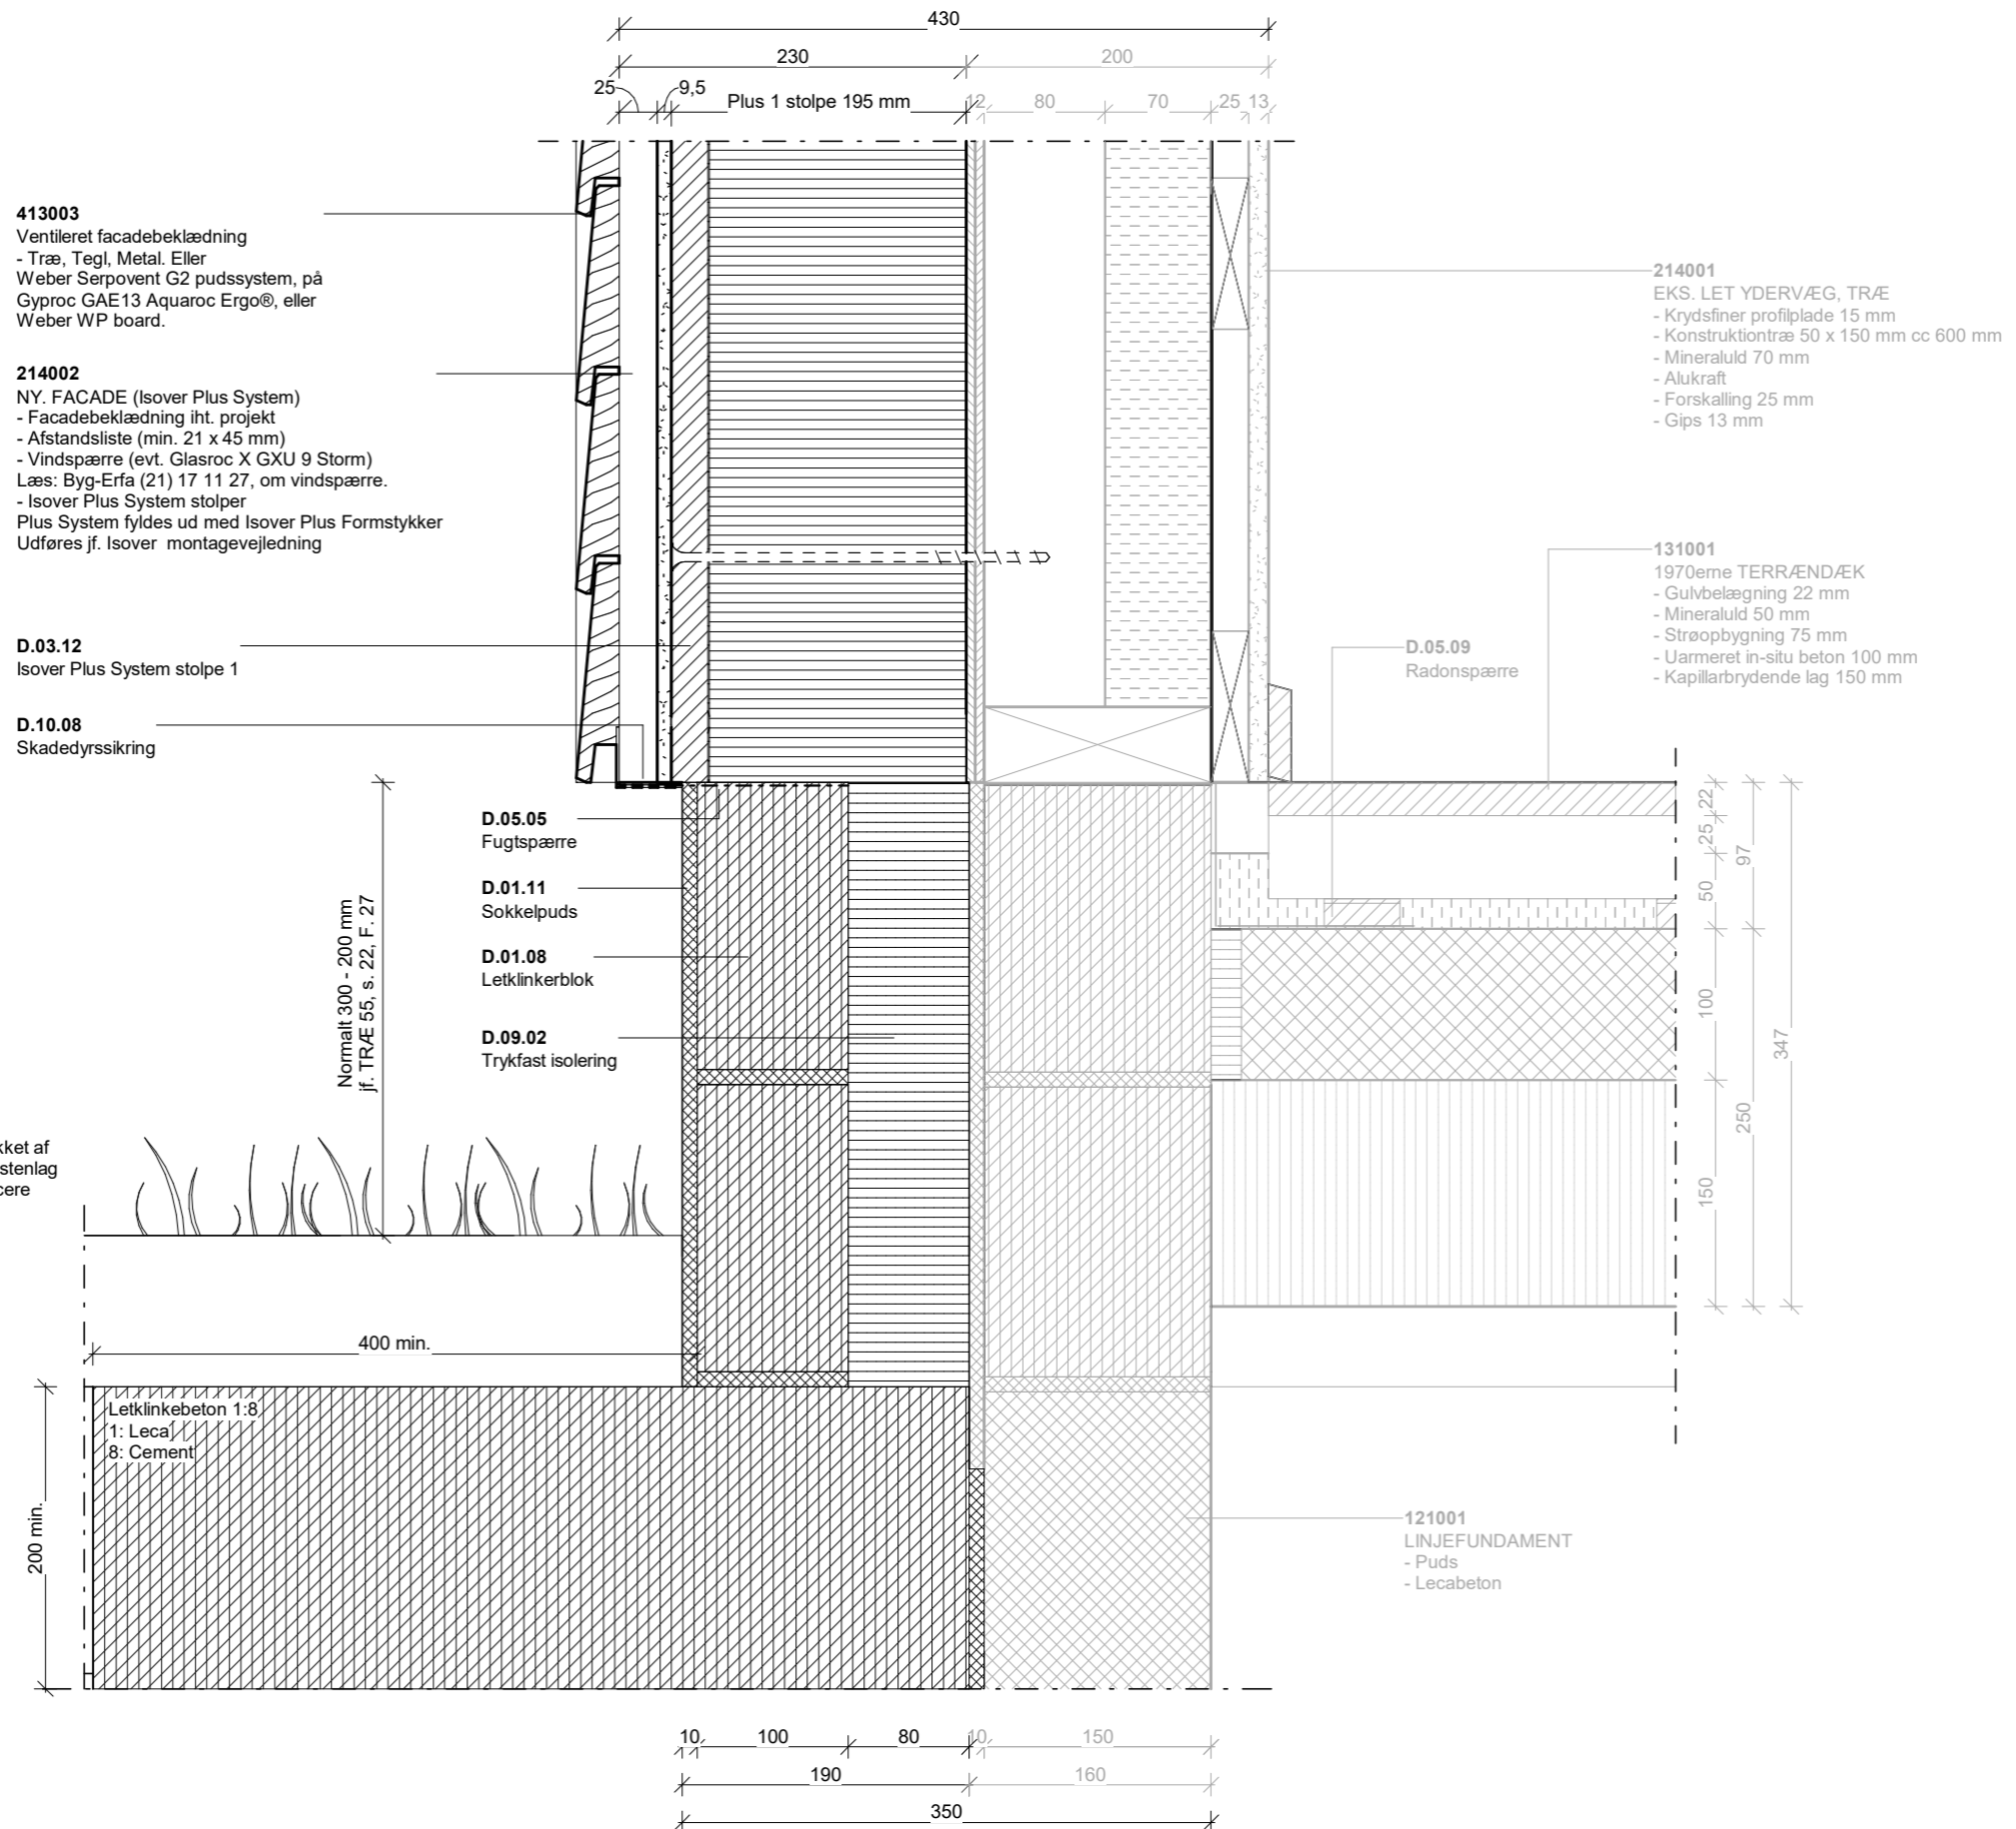 430
230
200
25
9,5
Plus 1 stolpe 195 mm
12
80
70
25
13
413003
Ventileret facadebeklædning
- Træ, Tegl, Metal. Eller
Weber Serpovent G2 pudssystem, på
Gyproc GAE13 Aquaroc Ergo®, eller
Weber WP board.
214002
NY. FACADE (Isover Plus System)
- Facadebeklædning iht. projekt
- Afstandsliste (min. 21 x 45 mm)
- Vindspærre (evt. Glasroc X GXU 9 Storm)
Læs: Byg-Erfa (21) 17 11 27, om vindspærre.
- Isover Plus System stolper
Plus System fyldes ud med Isover Plus Formstykker
Udføres jf. Isover montagevejledning
D.03.12
Isover Plus System stolpe 1
D.10.08
Skadedyrssikring
214001
EKS. LET YDERVÆG, TRÆ
- Krydsfiner profilplade 15 mm
- Konstruktiontræ 50 x 150 mm cc 600 mm
- Mineraluld 70 mm
- Alukraft
- Forskalling 25 mm
- Gips 13 mm
131001
1970erne TERRÆNDÆK
- Gulvbelægning 22 mm
- Mineraluld 50 mm
- Strøopbygning 75 mm
- Uarmeret in-situ beton 100 mm
- Kapillarbrydende lag 150 mm
D.05.09
Radonspærre
D.05.05
Fugtspærre
D.01.11
Sokkelpuds
D.01.08
Letklinkerblok
D.09.02
Trykfast isolering
Normalt 300 - 200 mm
jf. TRÆ 55, s. 22, F. 27
22
25
50
97
100
150
250
347
kket af
stenlag
cere
400 min.
Letklinkebeton 1:8
1: Leca
8: Cement
200 min.
121001
LINJEFUNDAMENT
- Puds
- Lecabeton
10
100
80
10
150
190
160
350